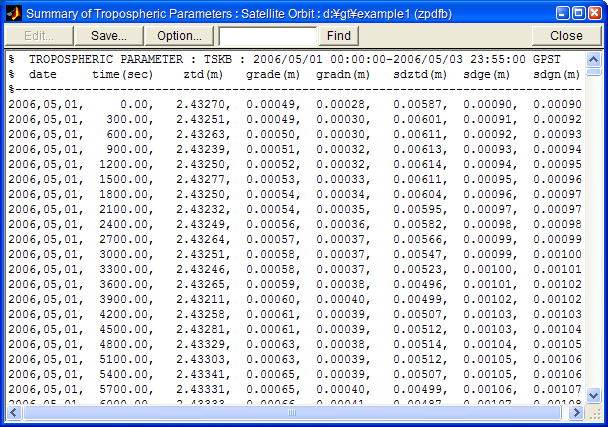 Summary of Tropospheric Parameters : Satellite Orbit : d:¥gt¥example1 (zpdfb)
Edit... Save... Option... Find Close
% TROPOSPHERIC PARAMETER : TSKB : 2006/05/01 00:00:00-2006/05/03 23:55:00 GPST
% date time(sec) ztd(m) grade(m) gradn(m) sdztd(m) sdge(m) sdgn(m)
%--------------------------------------------------------------------------------
2006,05,01, 0.00, 2.43270, 0.00049, 0.00028, 0.00587, 0.00090, 0.00090
2006,05,01, 300.00, 2.43251, 0.00049, 0.00030, 0.00601, 0.00091, 0.00092
2006,05,01, 600.00, 2.43263, 0.00050, 0.00030, 0.00611, 0.00092, 0.00093
2006,05,01, 900.00, 2.43239, 0.00051, 0.00032, 0.00613, 0.00093, 0.00094
2006,05,01, 1200.00, 2.43250, 0.00052, 0.00032, 0.00614, 0.00094, 0.00095
2006,05,01, 1500.00, 2.43277, 0.00053, 0.00033, 0.00611, 0.00095, 0.00096
2006,05,01, 1800.00, 2.43250, 0.00054, 0.00034, 0.00604, 0.00096, 0.00097
2006,05,01, 2100.00, 2.43232, 0.00054, 0.00035, 0.00595, 0.00097, 0.00097
2006,05,01, 2400.00, 2.43249, 0.00056, 0.00036, 0.00582, 0.00098, 0.00098
2006,05,01, 2700.00, 2.43264, 0.00057, 0.00037, 0.00566, 0.00099, 0.00099
2006,05,01, 3000.00, 2.43251, 0.00058, 0.00037, 0.00547, 0.00099, 0.00100
2006,05,01, 3300.00, 2.43246, 0.00058, 0.00037, 0.00523, 0.00100, 0.00101
2006,05,01, 3600.00, 2.43265, 0.00059, 0.00038, 0.00496, 0.00101, 0.00102
2006,05,01, 3900.00, 2.43211, 0.00060, 0.00040, 0.00499, 0.00102, 0.00102
2006,05,01, 4200.00, 2.43258, 0.00061, 0.00039, 0.00507, 0.00103, 0.00103
2006,05,01, 4500.00, 2.43281, 0.00061, 0.00039, 0.00512, 0.00103, 0.00104
2006,05,01, 4800.00, 2.43329, 0.00063, 0.00038, 0.00514, 0.00104, 0.00105
2006,05,01, 5100.00, 2.43303, 0.00063, 0.00039, 0.00512, 0.00105, 0.00106
2006,05,01, 5400.00, 2.43341, 0.00065, 0.00039, 0.00507, 0.00105, 0.00106
2006,05,01, 5700.00, 2.43331, 0.00065, 0.00040, 0.00499, 0.00106, 0.00107
2006,05,01, 6000.00, 0.00066, 0.00041, 0.00487, 0.00107, 0.00108